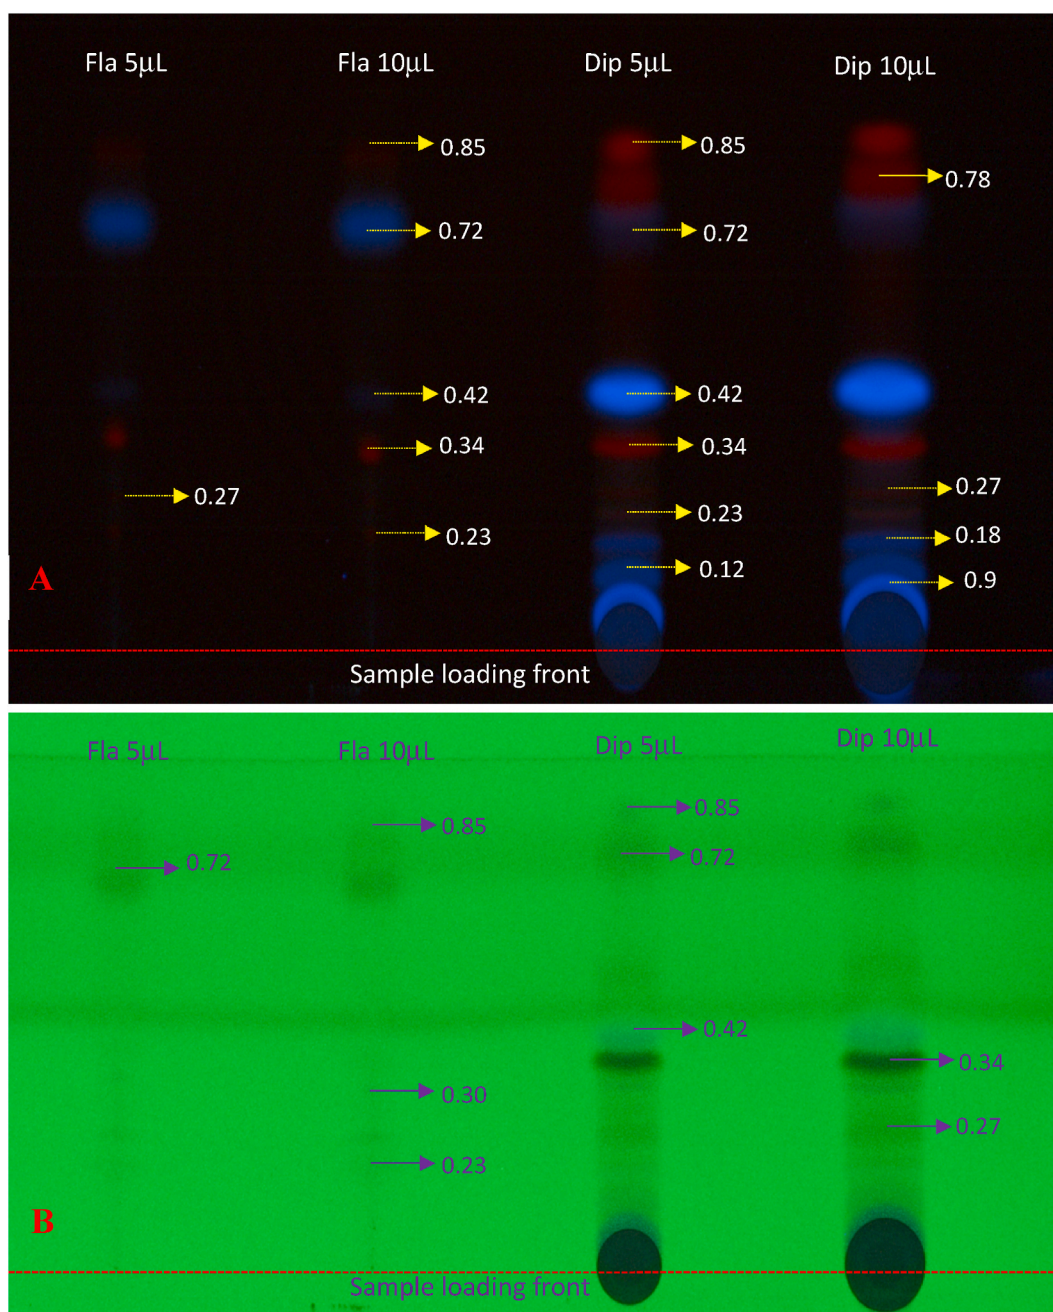 Fla 5μL Fla 10μL Dip 5μL Dip 10μL
0.85 0.85
0.78
0.72 0.72
0.42 0.42
0.34 0.34
0.27 0.27
0.23 0.23
0.18
0.12
A 0.9
Sample loading front
Fla 5μL Fla 10μL Dip 5μL Dip 10μL
0.85 0.85
0.72 0.72
0.42
0.34
0.30
0.27
0.23
B
Sample loading front